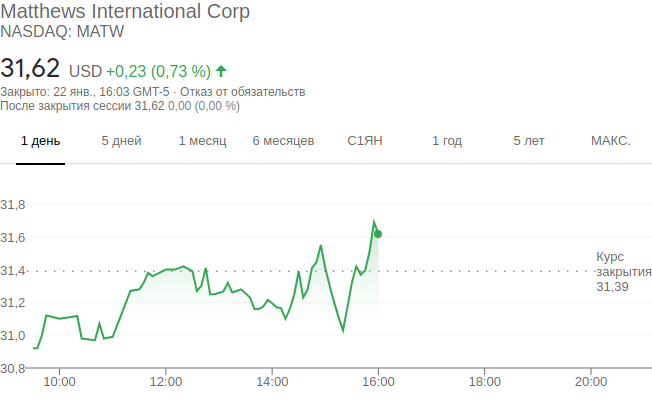 Matthews International Corp
NASDAQ: MATW
31,62 USD +0,23 (0,73 %)
Закрыто: 22 янв., 16:03 GMT-5 · Отказ от обязательств
После закрытия сессии 31,62 0,00 (0,00 %)
1 день 5 дней 1 месяц 6 месяцев С1ЯН 1 год 5 лет МАКС.
31,8
31,6
31,4
31,2
31,0
30,8
Курс
закрытия
31,39
10:00 12:00 14:00 16:00 18:00 20:00